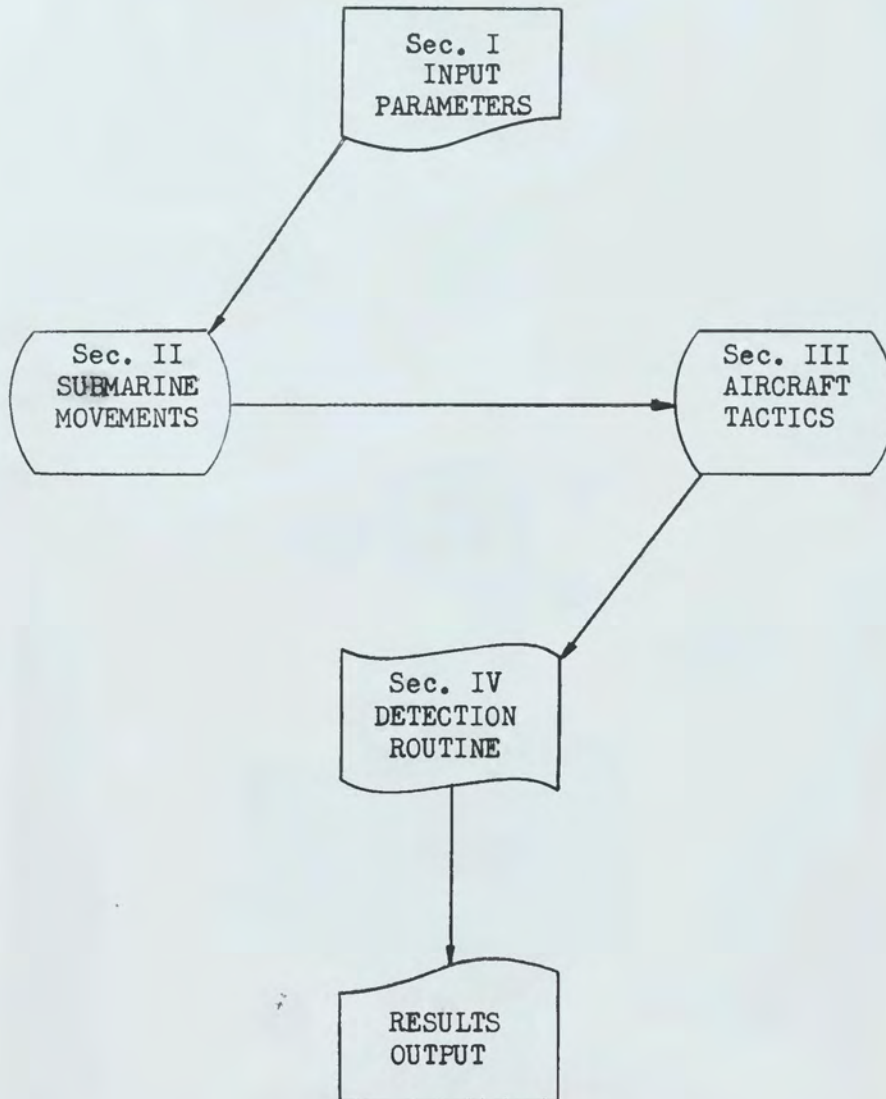 Sec. I
INPUT
PARAMETERS
Sec. II
SUBMARINE
MOVEMENTS
Sec. III
AIRCRAFT
TACTICS
Sec. IV
DETECTION
ROUTINE
RESULTS
OUTPUT